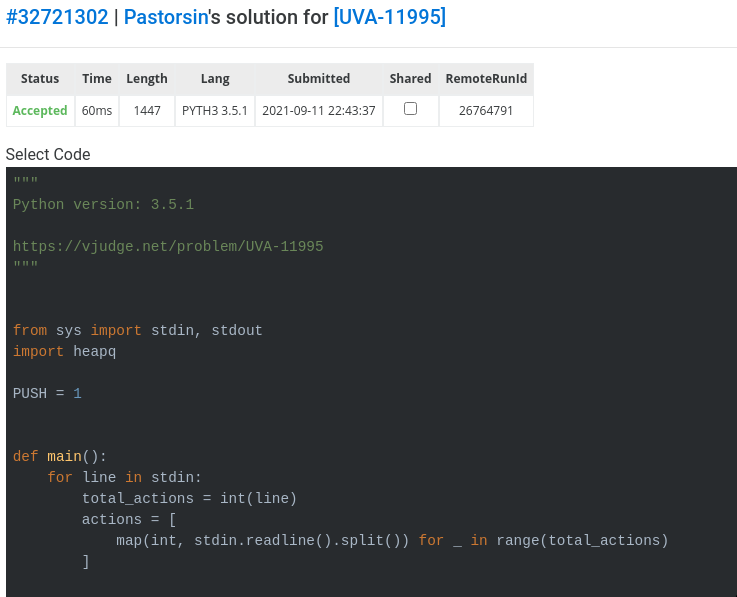 #32721302 | Pastorsin's solution for [UVA-11995]
Status Time Length Lang Submitted Shared RemoteRunId
Accepted 60ms 1447 PYTH3 3.5.1 2021-09-11 22:43:37 26764791
Select Code
"""
Python version: 3.5.1
https://vjudge.net/problem/UVA-11995
"""
from sys import stdin, stdout
import heapq
PUSH = 1
def main():
    for line in stdin:
        total_actions = int(line)
        actions = [
            map(int, stdin.readline().split()) for _ in range(total_actions)
        ]